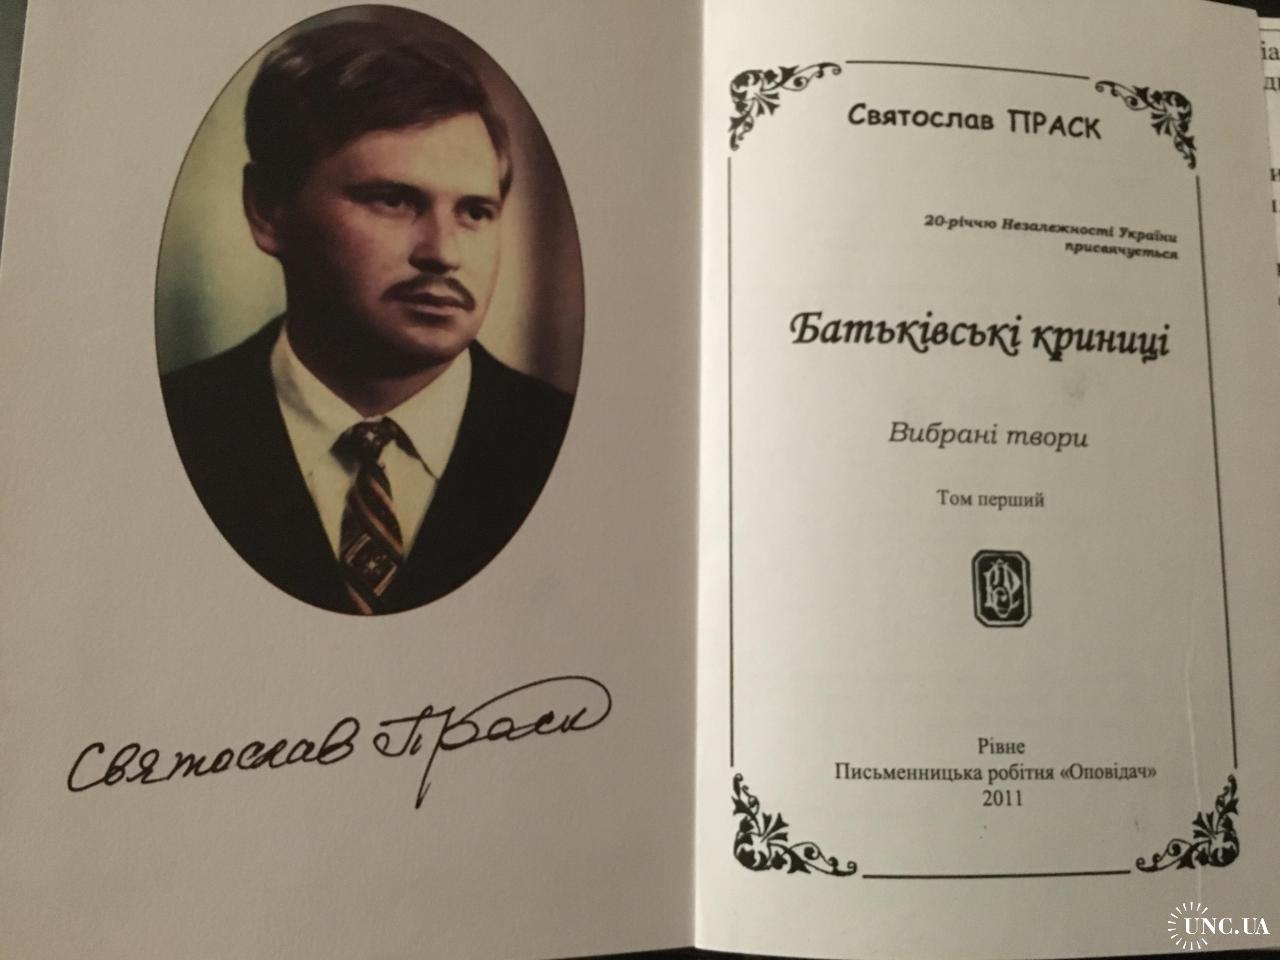 Святослав Праск
Святослав ПРАСК
20-річчю Незалежності України
присвячується
Батьківські криниці
Вибрані твори
Том перший
Рівне
Письменницька робітня «Оповідач»
2011
UNC.UA